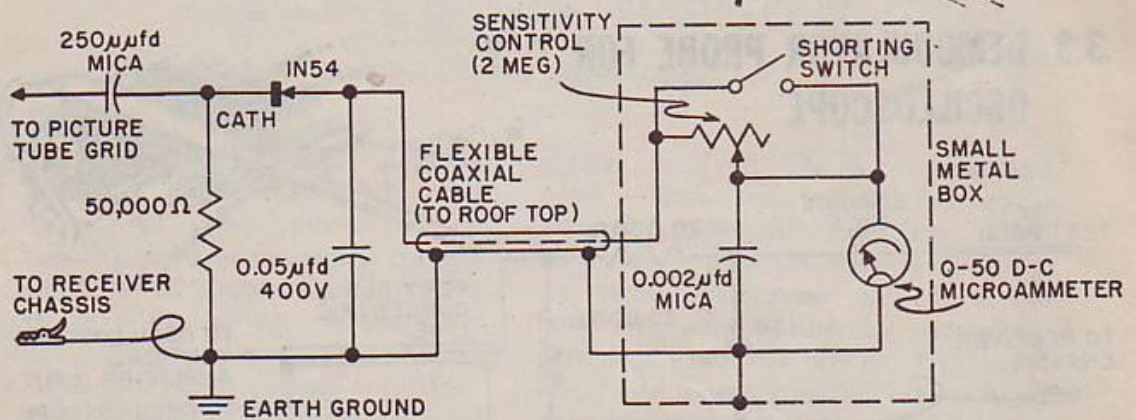 250μμfd
MICA
IN54
TO PICTURE
TUBE GRID
CATH
50,000Ω
0.05μfd
400V
TO RECEIVER
CHASSIS
EARTH GROUND
FLEXIBLE
COAXIAL
CABLE
(TO ROOF TOP)
SENSITIVITY
CONTROL
(2 MEG)
SHORTING
SWITCH
SMALL
METAL
BOX
0.002μfd
MICA
0-50 D-C
MICROAMMETER